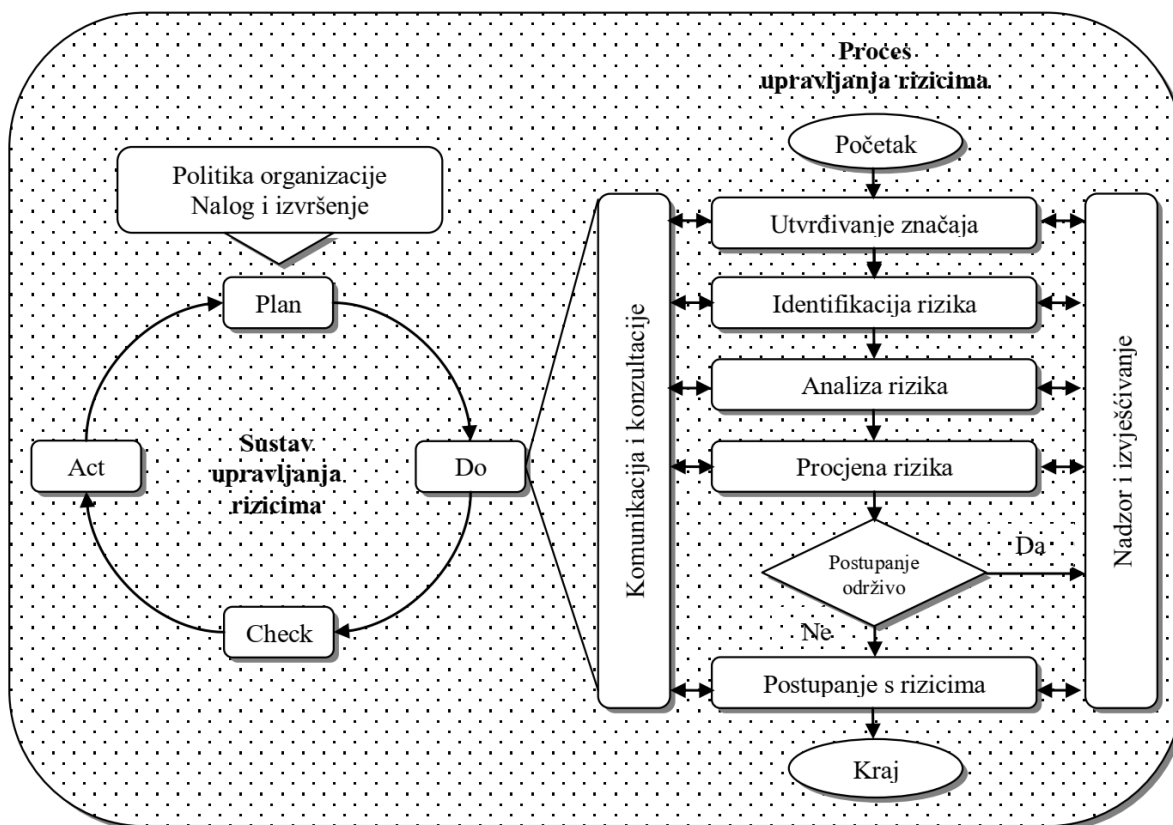 Proces
upravljanja rizicima
Početak
Politika organizacije
Nalog i izvršenje
Utvrđivanje značaja
Plan
Identifikacija rizika
Komunikacija i konzultacije
Nadzor i izvješćivanje
Analiza rizika
Act
Sustav
upravljanja
rizicima
Do
Procjena rizika
Postupanje
održivo
Da
Ne
Check
Postupanje s rizicima
Kraj